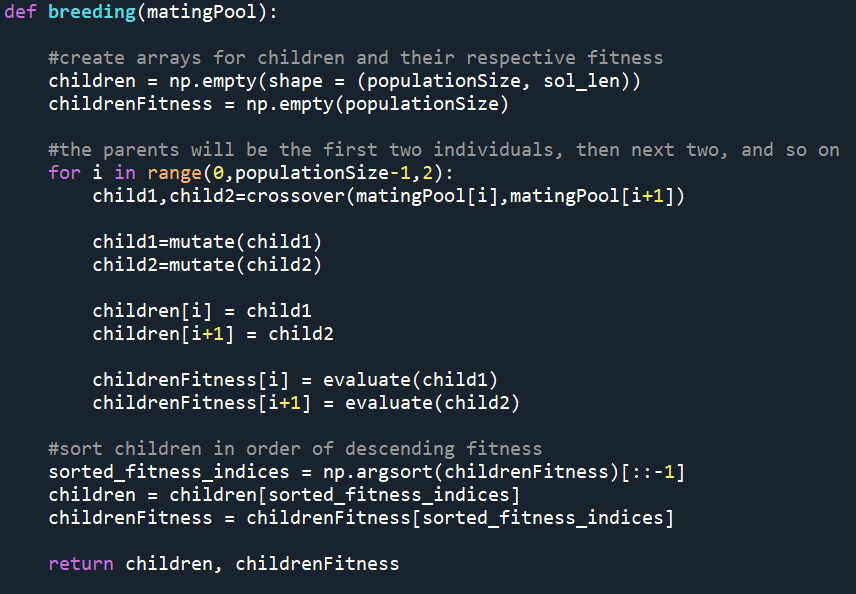 def breeding(matingPool):
    #create arrays for children and their respective fitness
    children = np.empty(shape = (populationSize, sol_len))
    childrenFitness = np.empty(populationSize)
    #the parents will be the first two individuals, then next two, and so on
    for i in range(0,populationSize-1,2):
        child1,child2=crossover(matingPool[i],matingPool[i+1])
        child1=mutate(child1)
        child2=mutate(child2)
        children[i] = child1
        children[i+1] = child2
        childrenFitness[i] = evaluate(child1)
        childrenFitness[i+1] = evaluate(child2)
    #sort children in order of descending fitness
    sorted_fitness_indices = np.argsort(childrenFitness)[::-1]
    children = children[sorted_fitness_indices]
    childrenFitness = childrenFitness[sorted_fitness_indices]
    return children, childrenFitness